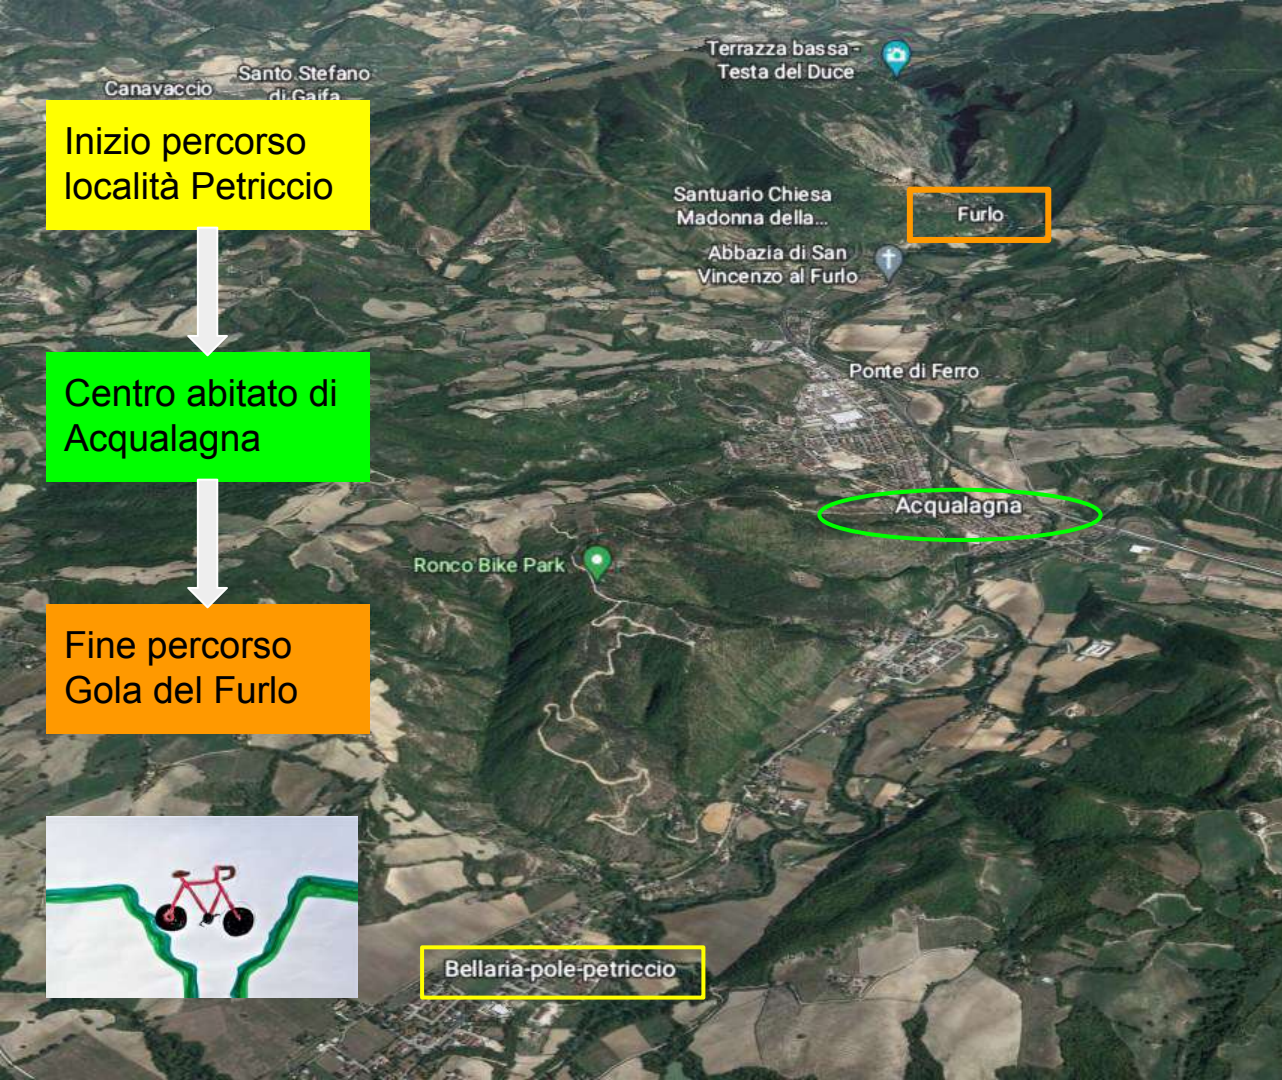 Terrazza bassa -
Testa del Duce
Canavaccio
Santo Stefano
di Gaifa
Inizio percorso
località Petriccio
Santuario Chiesa
Madonna della...
Furlo
Abbazia di San
Vincenzo al Furlo
Ponte di Ferro
Centro abitato di
Acqualagna
Acqualagna
Ronco Bike Park
Fine percorso
Gola del Furlo
Bellaria-pole-petriccio